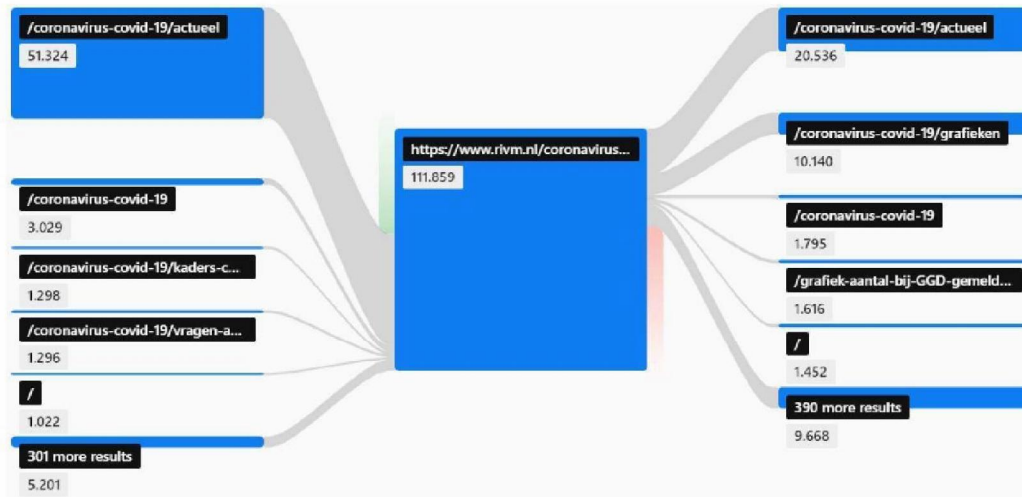 /coronavirus-covid-19/actueel
51.324
/coronavirus-covid-19
3.029
/coronavirus-covid-19/kaders-c...
1.298
/coronavirus-covid-19/vragen-a...
1.296
/
1.022
301 more results
5.201
https://www.rivm.nl/coronavirus...
111.859
/coronavirus-covid-19/actueel
20.536
/coronavirus-covid-19/grafieken
10.140
/coronavirus-covid-19
1.795
/grafiek-aantal-bij-GGD-gemeld...
1.616
/
1.452
390 more results
9.668